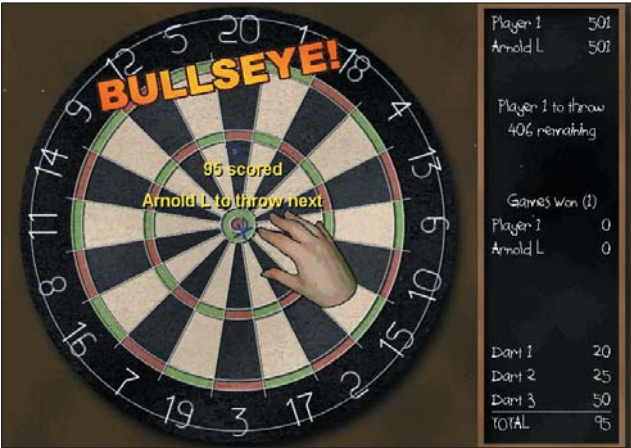 BULLSEYE!
95 scored
Arnold L to throw next
20
1
18
4
13
6
10
15
2
17
3
19
7
16
8
11
14
9
12
5
Player 1 501
Arnold L 501
Player 1 to throw
406 remaining
Games Won (1)
Player 1 0
Arnold L 0
Dart 1 20
Dart 2 25
Dart 3 50
TOTAL 95